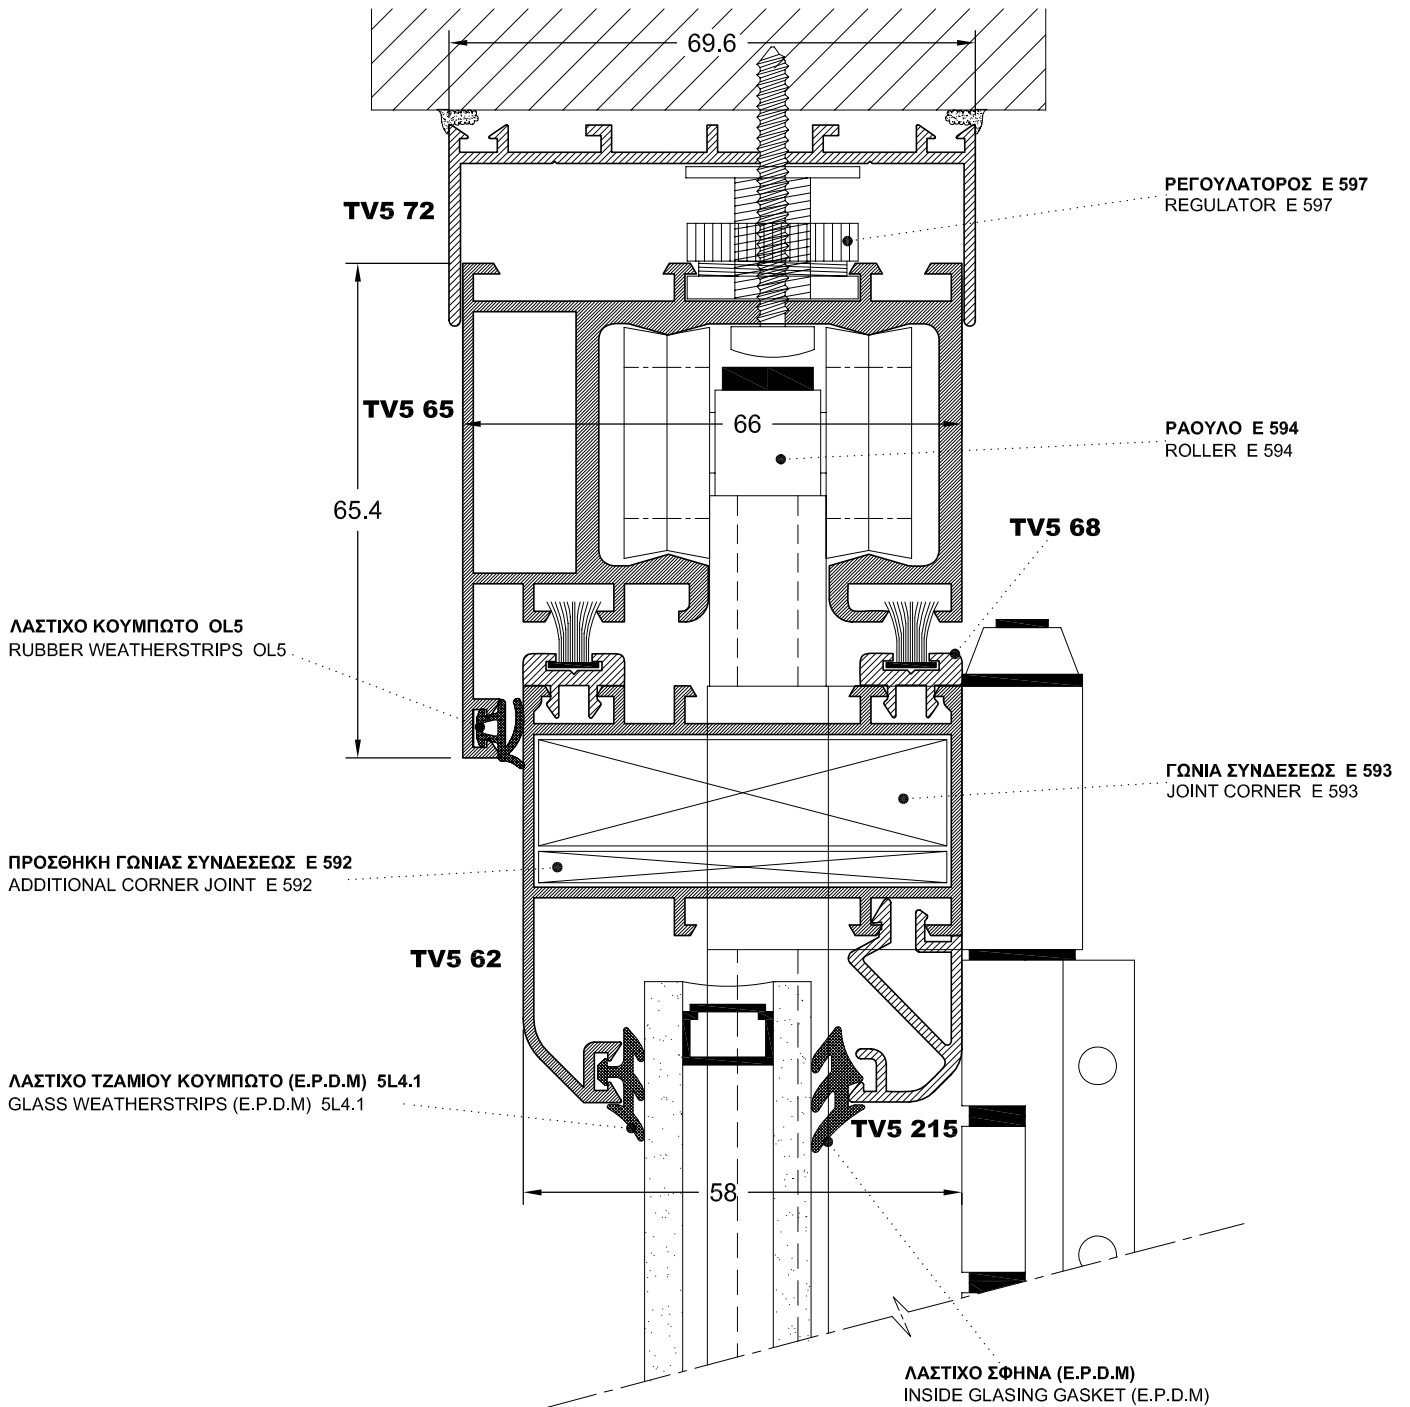 69.6
ΡΕΓΟΥΛΑΤΟΡΟΣ E 597
REGULATOR E 597
TV5 72
TV5 65
66
ΡΑΟΥΛΟ E 594
ROLLER E 594
65.4
TV5 68
ΛΑΣΤΙΧΟ ΚΟΥΜΠΩΤΟ OL5
RUBBER WEATHERSTRIPS OL5
ΓΩΝΙΑ ΣΥΝΔΕΣΕΩΣ E 593
JOINT CORNER E 593
ΠΡΟΣΘΗΚΗ ΓΩΝΙΑΣ ΣΥΝΔΕΣΕΩΣ E 592
ADDITIONAL CORNER JOINT E 592
TV5 62
ΛΑΣΤΙΧΟ ΤΖΑΜΙΟΥ ΚΟΥΜΠΩΤΟ (E.P.D.M) 5L4.1
GLASS WEATHERSTRIPS (E.P.D.M) 5L4.1
TV5 215
58
ΛΑΣΤΙΧΟ ΣΦΗΝΑ (E.P.D.M)
INSIDE GLASING GASKET (E.P.D.M)